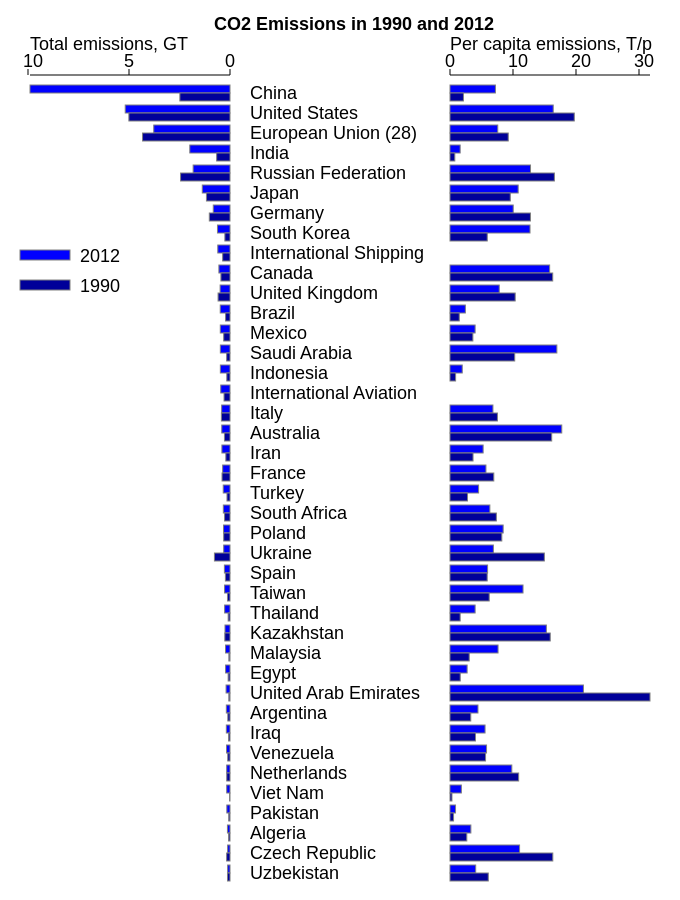 CO2 Emissions in 1990 and 2012
Total emissions, GT
Per capita emissions, T/p
10 5 0
0 10 20 30
China
United States
European Union (28)
India
Russian Federation
Japan
Germany
South Korea
International Shipping
2012
Canada
1990
United Kingdom
Brazil
Mexico
Saudi Arabia
Indonesia
International Aviation
Italy
Australia
Iran
France
Turkey
South Africa
Poland
Ukraine
Spain
Taiwan
Thailand
Kazakhstan
Malaysia
Egypt
United Arab Emirates
Argentina
Iraq
Venezuela
Netherlands
Viet Nam
Pakistan
Algeria
Czech Republic
Uzbekistan